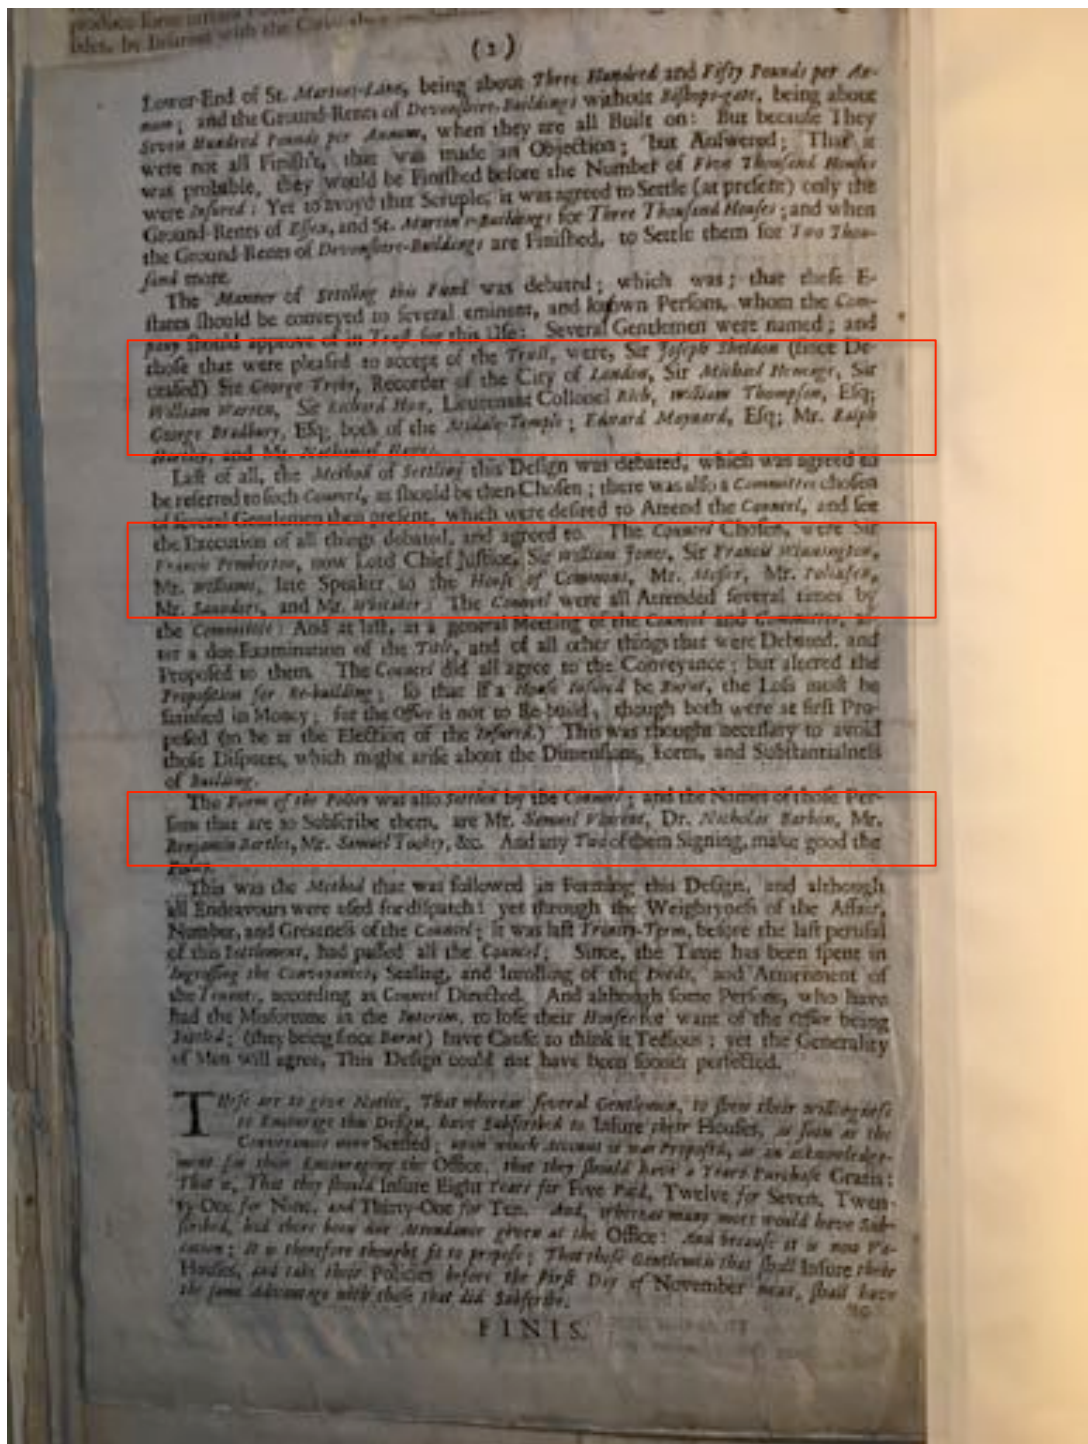 (2)
Lower-End of St. Martins-Lane, being about Three Hundred and Fifty Pounds per An-
num; and the Ground-Rents of Devonshire-Buildings without Bishops-gate, being about
Seven Hundred Pounds per Annum, when they are all Built on: But becauſe They
were not all Finiſh't, that was made an Objection; but Anſwered; That it
was probable, they would be Finiſhed before the Number of Five Thouſand Houſes
were Inſured: Yet to avoyd that Scruple, it was agreed to Settle (at preſent) only the
Ground-Rents of Eſſex, and St. Martin's-Buildings for Three Thouſand Houſes; and when
the Ground-Rents of Devonſhire-Buildings are Finiſhed, to Settle them for Two Thou-
ſand more.
The Manner of Settling this Fund was debated; which was; that theſe E-
ſtates ſhould be conveyed to ſeveral eminent, and known Perſons, whom the Com-
pany ſhould approve of in Truſt for this Uſe: Several Gentlemen were named; and
thoſe that were pleaſed to accept of the Truſt, were, Sir Joſeph Sheldon (ſince De-
ceaſed) Sir George Treby, Recorder of the City of London, Sir Michael Heneage, Sir
William Warren, Sir Richard How, Lieutenant Collonel Rich, William Thompſon, Eſq;
George Bradbury, Eſq; both of the Middle-Temple; Edward Maynard, Eſq; Mr. Ralph
and Mr. Nathaniel
Laſt of all, the Method of Settling this Deſign was debated, which was agreed to
be referred to ſuch Councel, as ſhould be then Choſen; there was alſo a Committee choſen
of ſeveral Gentlemen then preſent, which were deſired to Attend the Councel, and ſee
the Execution of all things debated, and agreed to. The Councel Choſen, were Sir
Francis Pemberton, now Lord Chief Juſtice, Sir William Jones, Sir Francis Winnington,
Mr. Williams, late Speaker to the Houſe of Commons, Mr. Mr. Pollixfen,
Mr. Saunders, and Mr. Whitaker: The Councel were all Attended ſeveral times by
the Committee: And at laſt, at a general Meeting of the Councel and Committee, af-
ter a due Examination of the Title, and of all other things that were Debated, and
Propoſed to them. The Councel did all agree to the Conveyance; but altered the
Propoſition for Re-building; ſo that if a Houſe Inſured be Burnt, the Loſs muſt be
ſatisfied in Money; for the Office is not to Re-build, though both were at firſt Pro-
poſed (to be at the Election of the Inſured.) This was thought neceſſary to avoid
thoſe Diſputes, which might ariſe about the Dimenſions, Form, and Subſtantialneſs
of Building.
The Form of the Policy was alſo Settled by the Councel; and the Names of thoſe Per-
ſons that are to Subſcribe them, are Mr. Samuel Vincent, Dr. Nicholas Barbon, Mr.
Benjamin Bartlet, Mr. Samuel Tookey, &c. And any Two of them Signing, make good the
Policy.
This was the Method that was followed in Forming this Deſign, and although
all Endeavours were uſed for diſpatch: yet through the Weightyneſs of the Affair,
Number, and Greatneſs of the Councel; it was laſt Trinity-Term, before the laſt peruſal
of this Settlement, had paſſed all the Councel; Since, the Time has been ſpent in
Ingroſſing the Conveyances, Sealing, and Inrolling of the Deeds, and Attornment of
the Tenants, according as Councel Directed. And although ſome Perſons, who have
had the Misfortune in the Interim, to loſe their Houſes for want of the Office being
Settled; (they being ſince Burnt) have Cauſe to think it Tedious; yet the Generality
of Men will agree, This Deſign could not have been ſooner perfected.
THeſe are to give Notice, That whereas ſeveral Gentlemen, to ſhew their willingneſs
to Encourage this Deſign, have Subſcribed to Inſure their Houſes, as ſoon as the
Conveyances were Settled; upon which Account it was Propoſed, as an acknowledge-
ment for their Encouraging the Office, that they ſhould have a Years Purchaſe Gratis:
That is, That they ſhould Inſure Eight Years for Five Paid, Twelve for Seven, Twen-
ty One for Nine, and Thirty-One for Ten. And, whereas many more would have Sub-
ſcribed, had there been due Attendance given at the Office: And becauſe it is now Va-
cation; It is therefore thought fit to propoſe; That thoſe Gentlemen that ſhall Inſure their
Houſes, and take their Policies before the Firſt Day of November next, ſhall have
the ſame Advantage with thoſe that did Subſcribe.
FINIS.